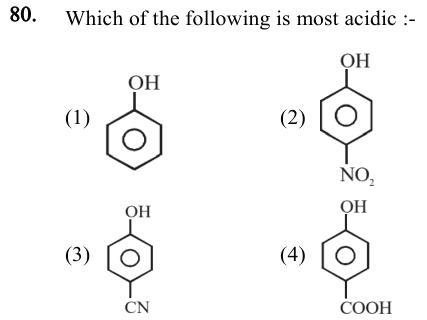 80. Which of the following is most acidic :-
(1) OH
(2) OH
NO₂
(3) OH
CN
(4) OH
COOH